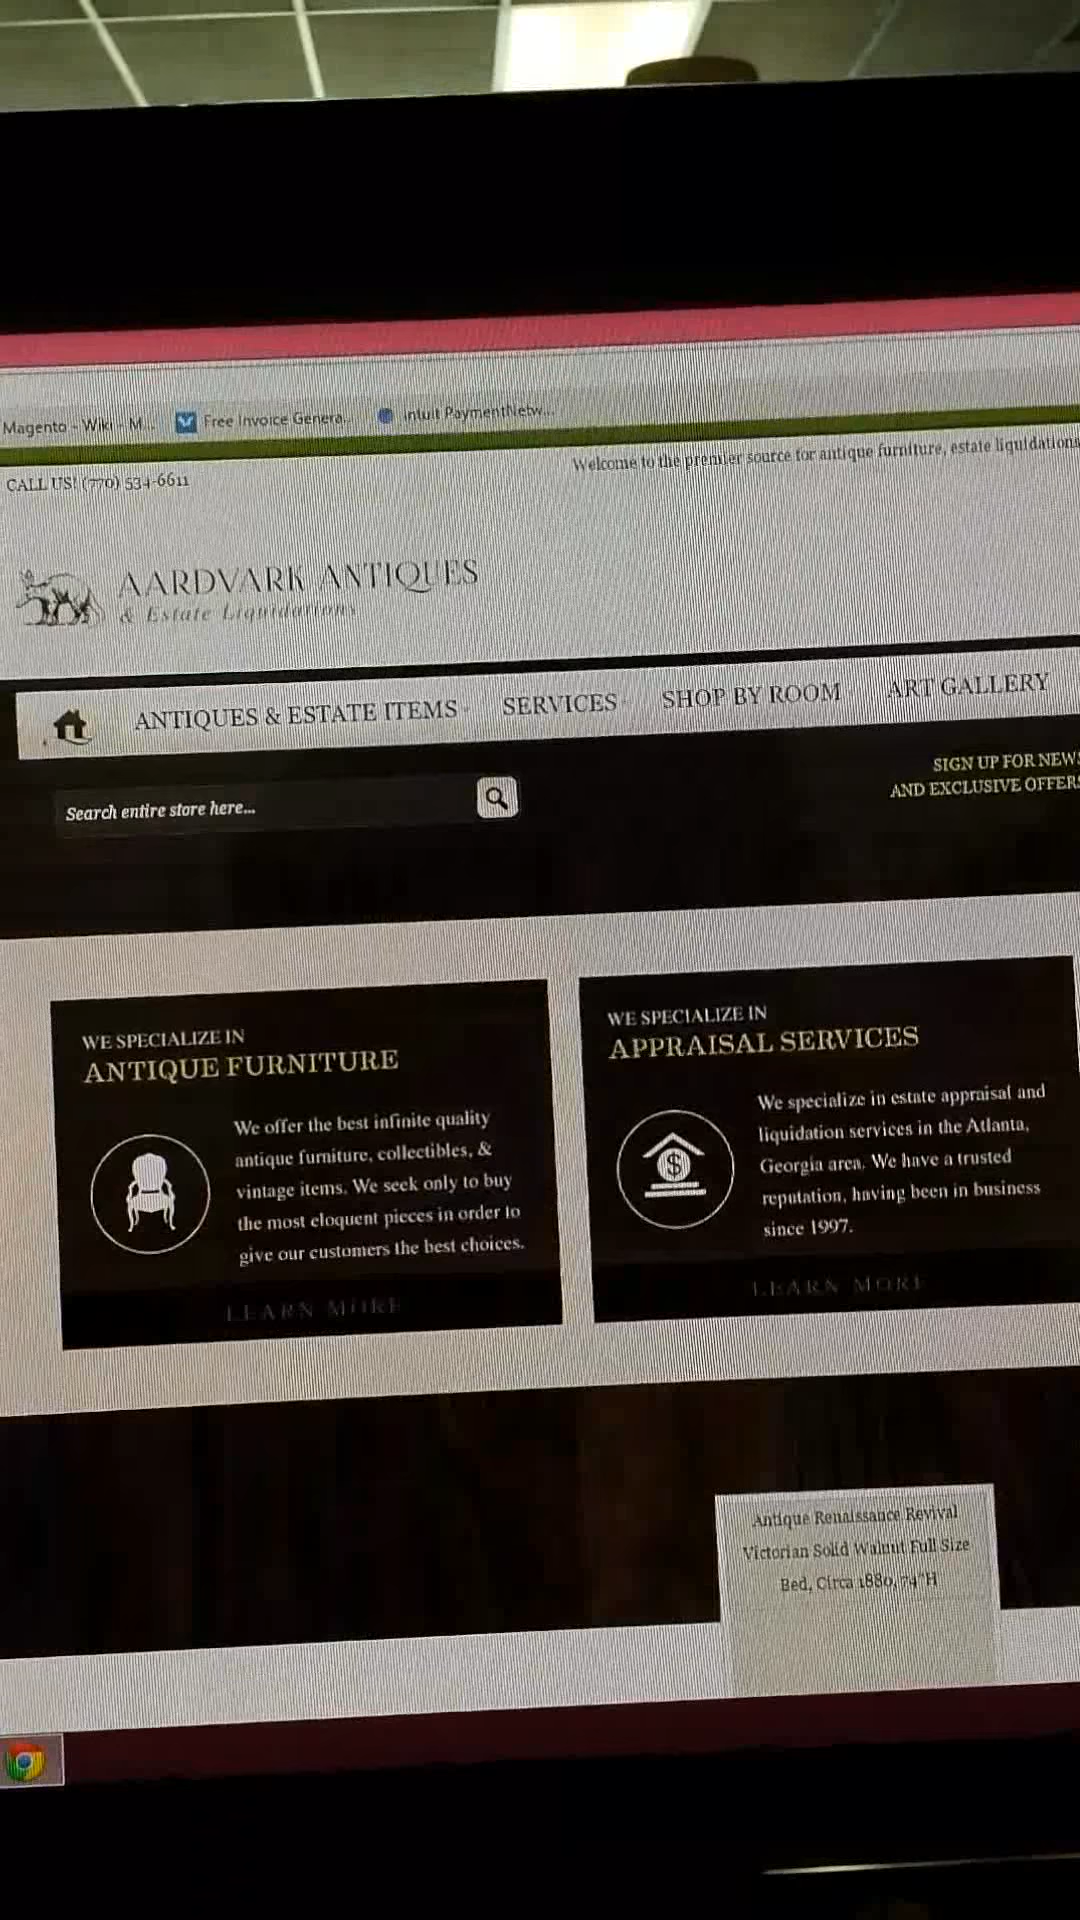 Magento - Wiki - M...
Free Invoice Genera...
Intuit PaymentNetw...
CALL US! (770) 534-6611
Welcome to the premier source for antique furniture, estate liquidations
AARDVARK ANTIQUES
& Estate Liquidations
ANTIQUES & ESTATE ITEMS
SERVICES
SHOP BY ROOM
ART GALLERY
Search entire store here...
SIGN UP FOR NEWS
AND EXCLUSIVE OFFERS
WE SPECIALIZE IN
ANTIQUE FURNITURE
We offer the best infinite quality
antique furniture, collectibles, &
vintage items. We seek only to buy
the most eloquent pieces in order to
give our customers the best choices.
LEARN MORE
WE SPECIALIZE IN
APPRAISAL SERVICES
$
We specialize in estate appraisal and
liquidation services in the Atlanta,
Georgia area. We have a trusted
reputation, having been in business
since 1997.
LEARN MORE
Antique Renaissance Revival
Victorian Solid Walnut Full Size
Bed, Circa 1880, 74"H